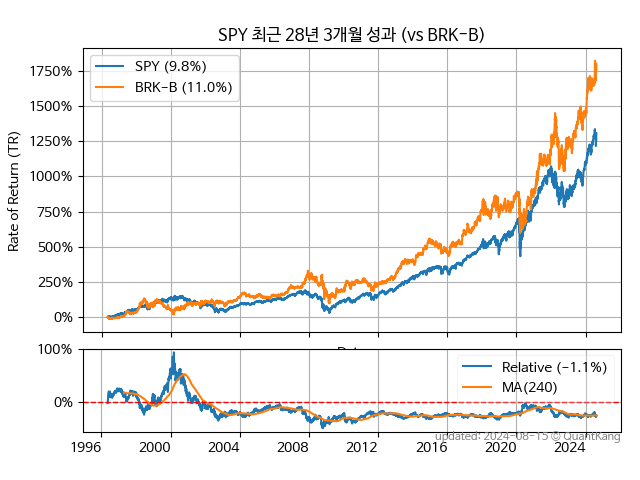 SPY 최근 28년 3개월 성과 (vs BRK-B)
Rate of Return (TR)
1750%
1500%
1250%
1000%
750%
500%
250%
0%
SPY (9.8%)
BRK-B (11.0%)
100%
0%
Relative (-1.1%)
MA(240)
updated: 2024-08-15 © QuantKang
1996 2000 2004 2008 2012 2016 2020 2024